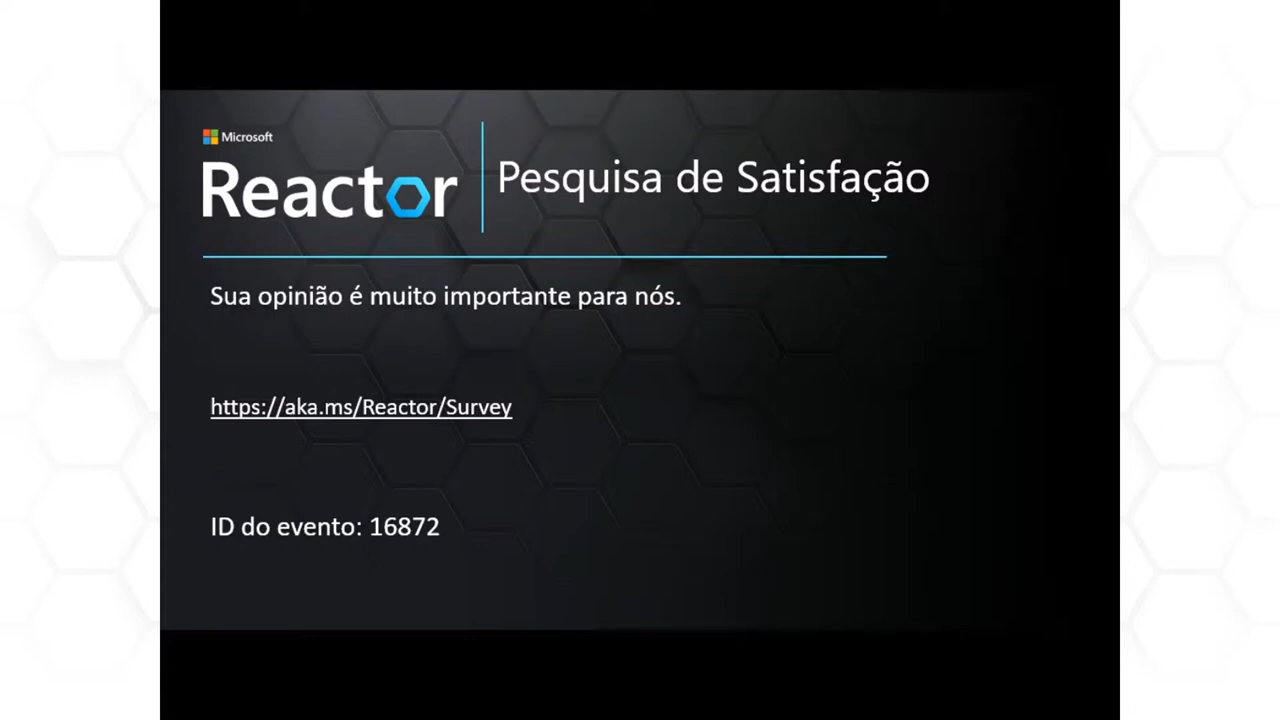 Microsoft
Reactor
Pesquisa de Satisfação
Sua opinião é muito importante para nós.
https://aka.ms/Reactor/Survey
ID do evento: 16872